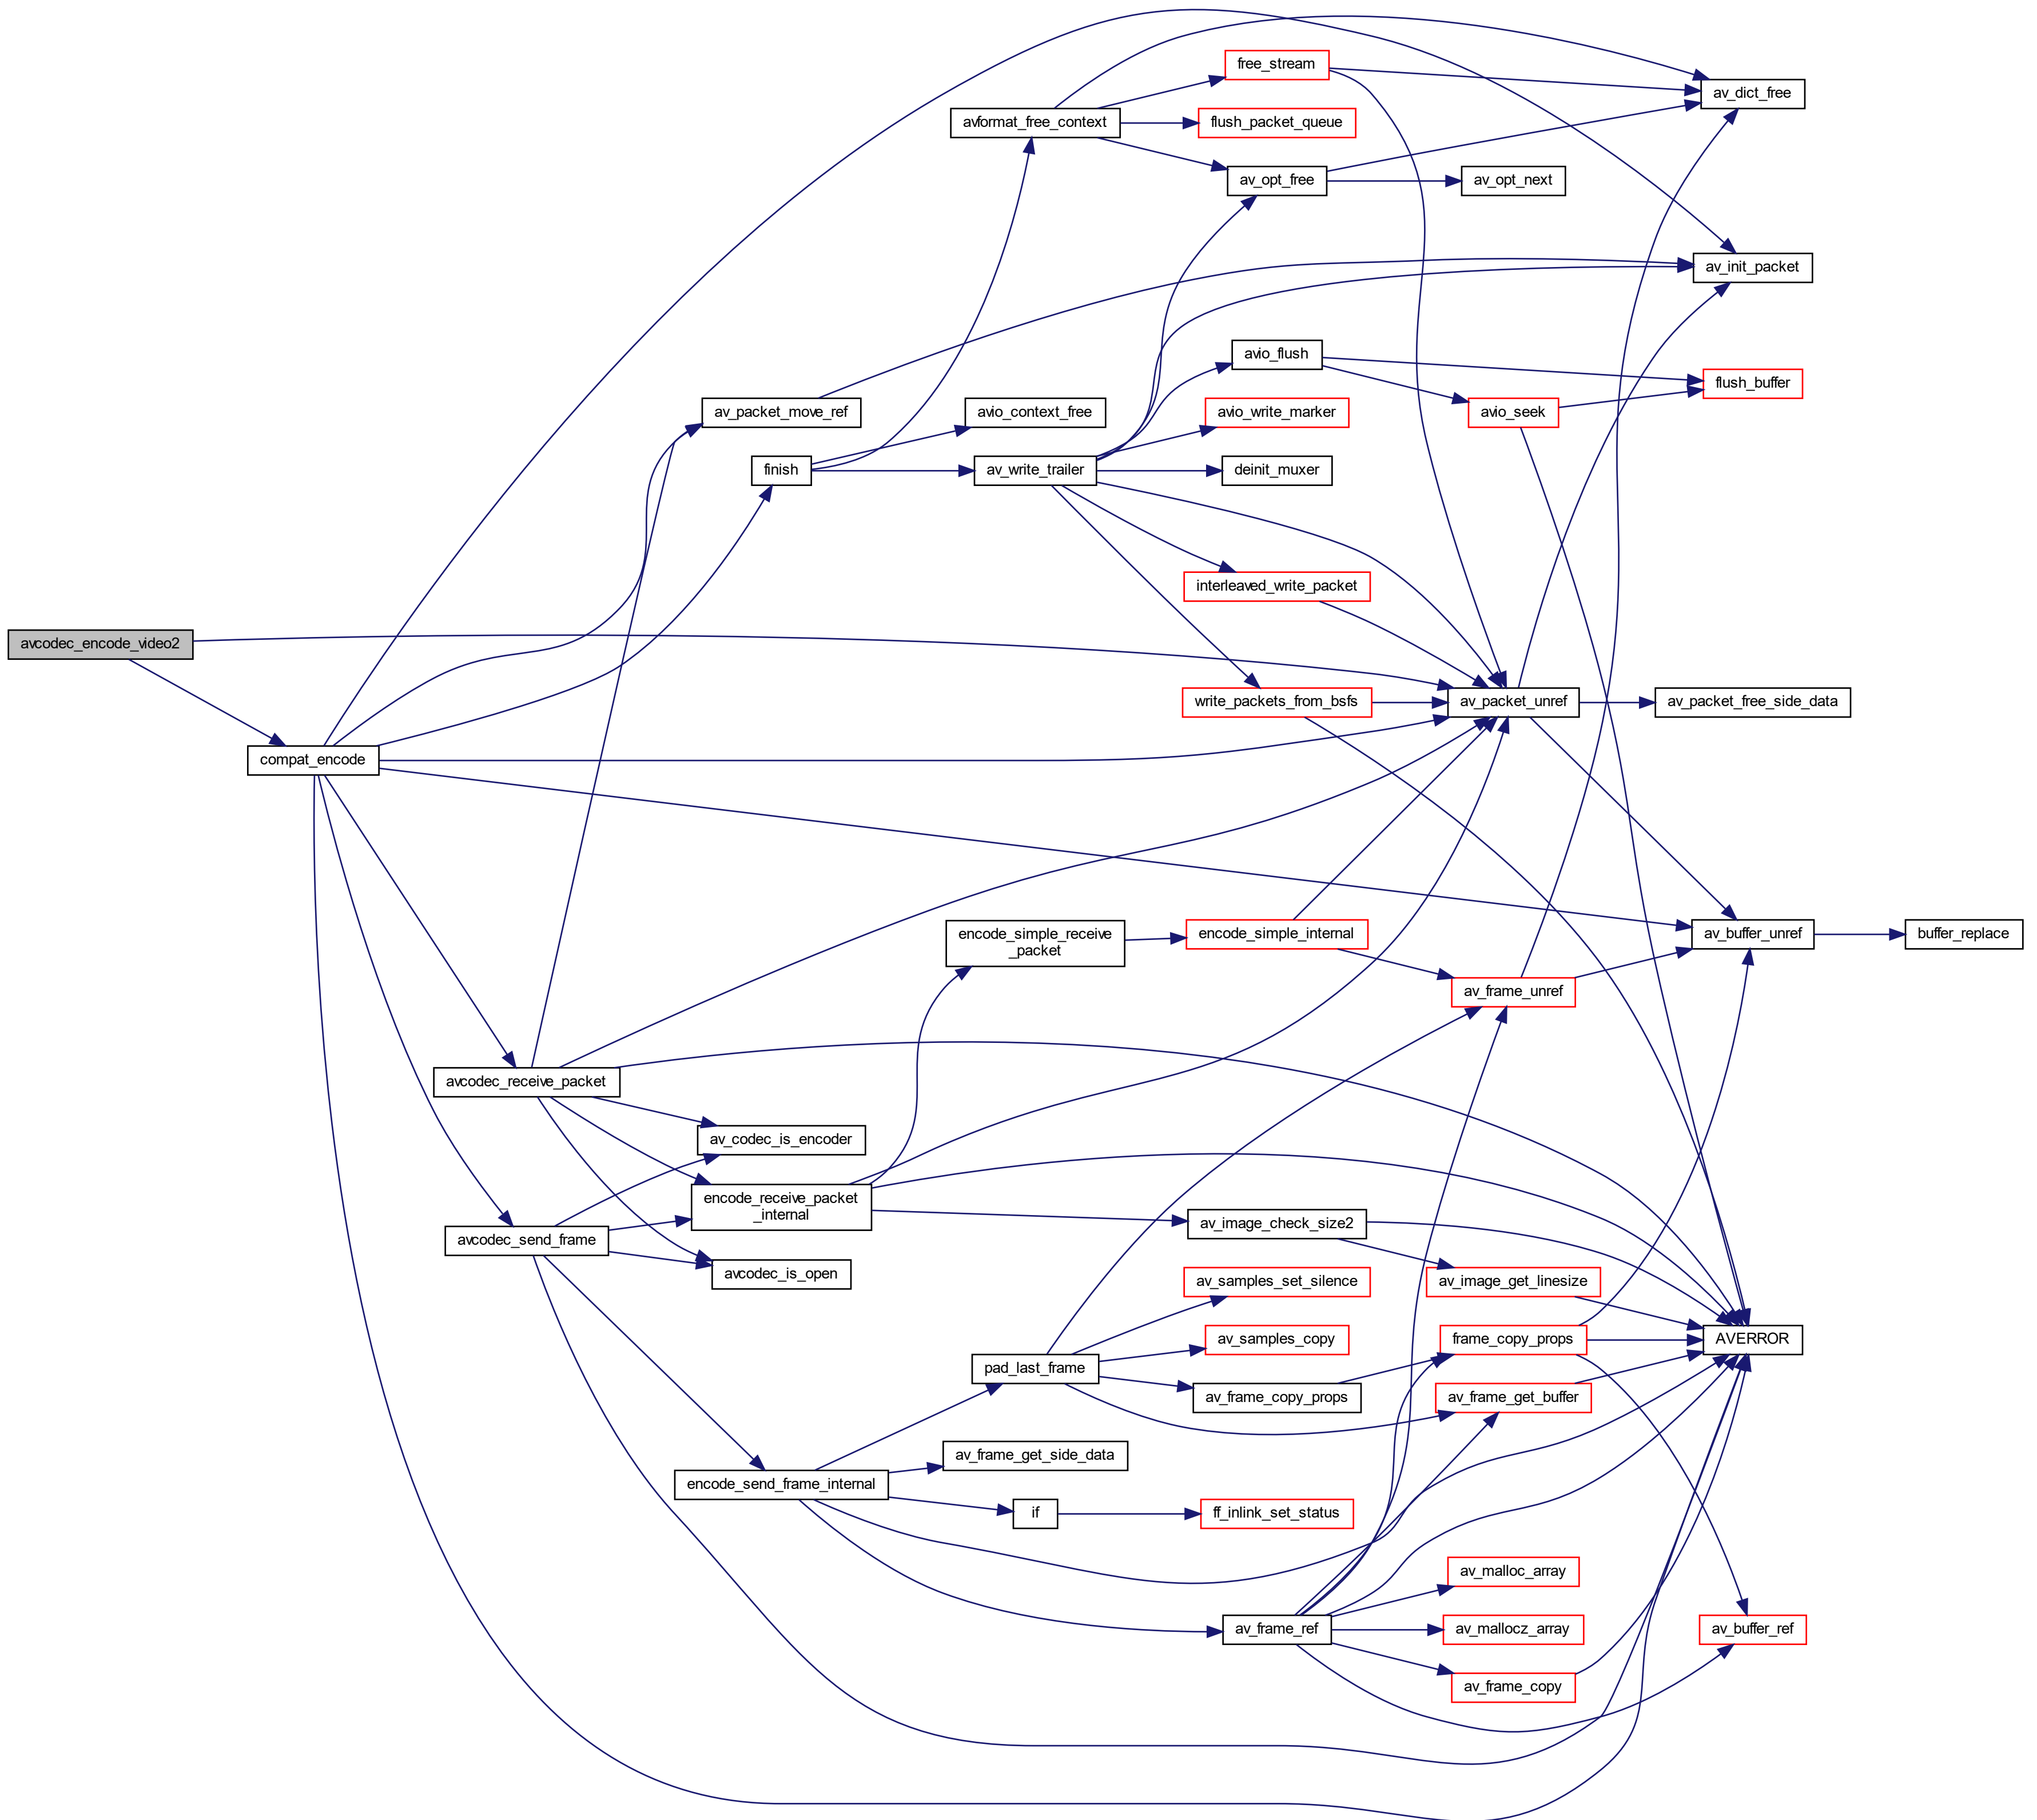 free_stream
av_dict_free
avformat_free_context
flush_packet_queue
av_opt_free
av_opt_next
av_init_packet
avio_flush
flush_buffer
av_packet_move_ref
avio_context_free
avio_write_marker
avio_seek
finish
av_write_trailer
deinit_muxer
interleaved_write_packet
avcodec_encode_video2
write_packets_from_bsfs
av_packet_unref
av_packet_free_side_data
compat_encode
encode_simple_receive
_packet
encode_simple_internal
av_buffer_unref
buffer_replace
av_frame_unref
avcodec_receive_packet
av_codec_is_encoder
encode_receive_packet
_internal
av_image_check_size2
avcodec_send_frame
avcodec_is_open
av_samples_set_silence
av_image_get_linesize
av_samples_copy
frame_copy_props
AVERROR
pad_last_frame
av_frame_copy_props
av_frame_get_buffer
av_frame_get_side_data
encode_send_frame_internal
if
ff_inlink_set_status
av_malloc_array
av_frame_ref
av_mallocz_array
av_buffer_ref
av_frame_copy